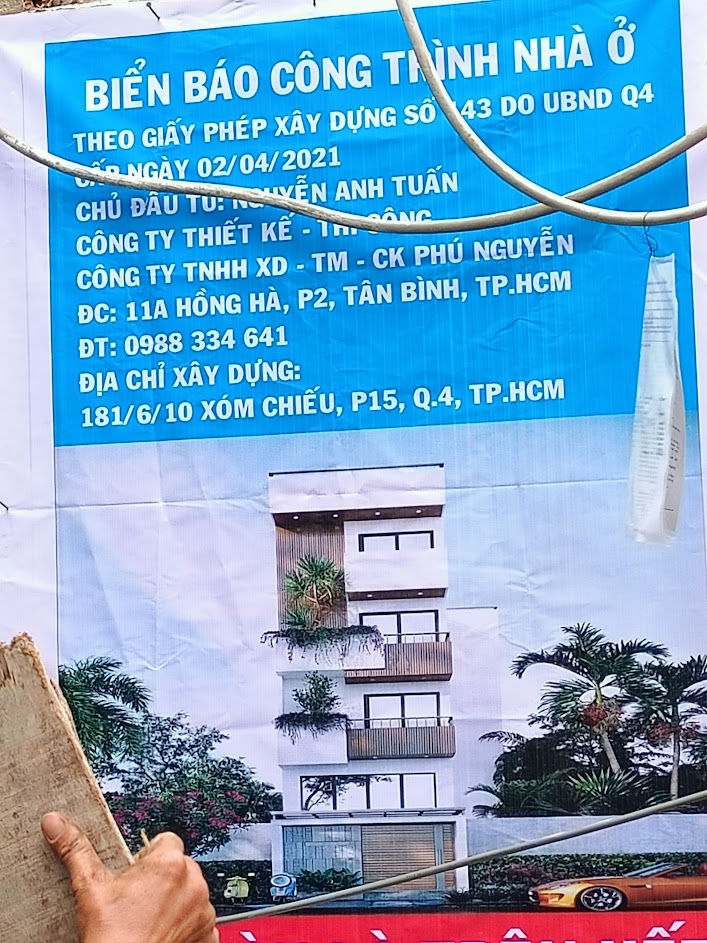 BIỂN BÁO CÔNG TRÌNH NHÀ Ở
THEO GIẤY PHÉP XÂY DỰNG SỐ 43 DO UBND Q4
CẤP NGÀY 02/04/2021
CHỦ ĐẦU TƯ: NGUYỄN ANH TUẤN
CÔNG TY THIẾT KẾ - THI CÔNG
CÔNG TY TNHH XD - TM - CK PHÚ NGUYỄN
ĐC: 11A HỒNG HÀ, P2, TÂN BÌNH, TP.HCM
ĐT: 0988 334 641
ĐỊA CHỈ XÂY DỰNG:
181/6/10 XÓM CHIẾU, P15, Q.4, TP.HCM